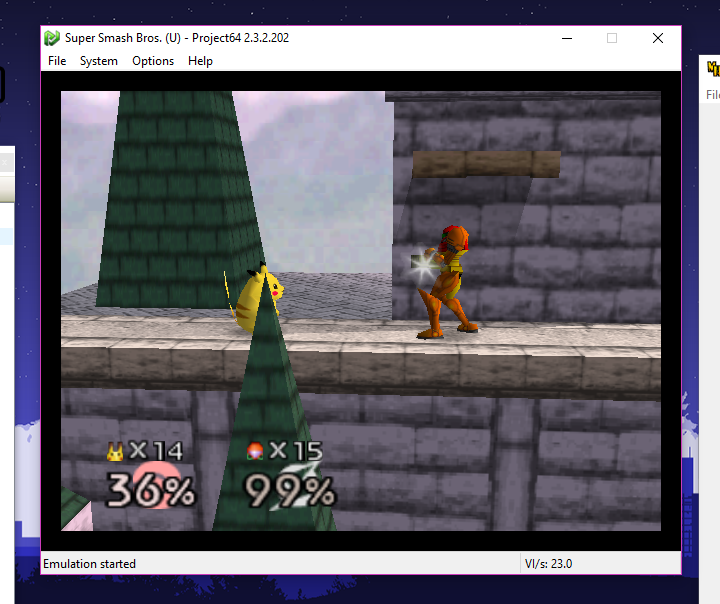 Super Smash Bros. (U) - Project64 2.3.2.202
File System Options Help
X 14 X 15
36% 99%
Emulation started VI/s: 23.0